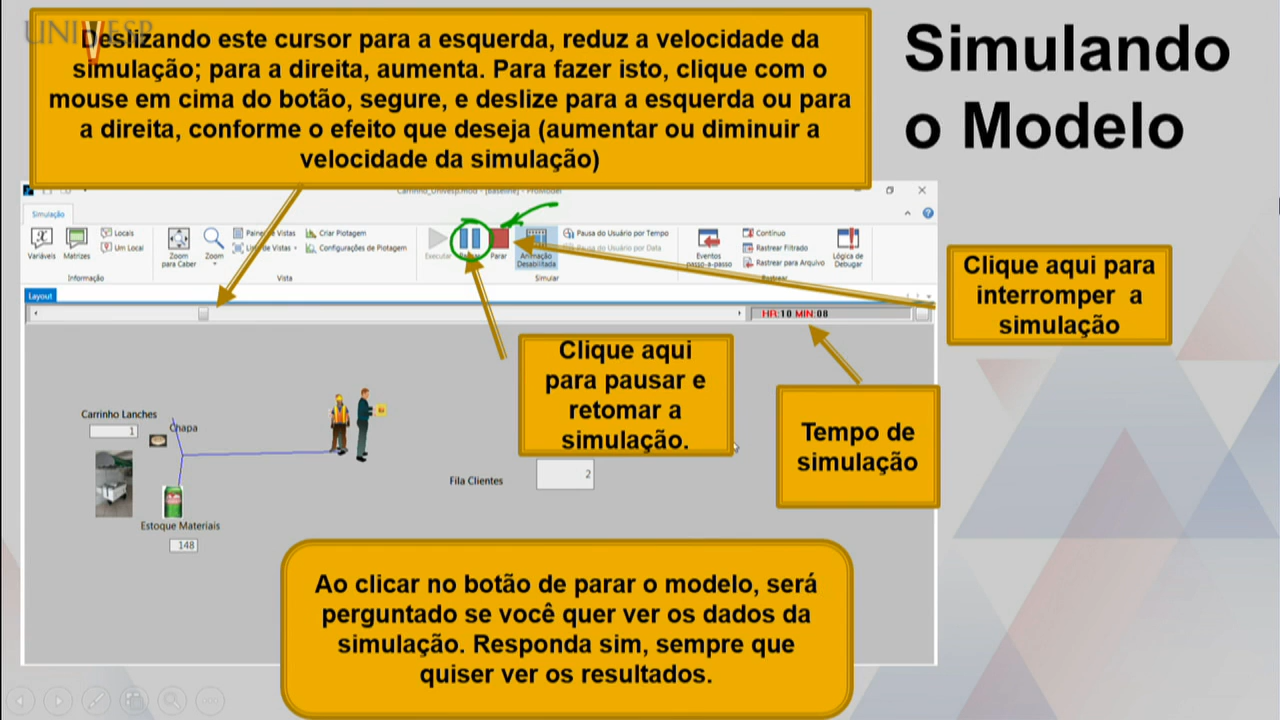 UNIVESP
Deslizando este cursor para a esquerda, reduz a velocidade da
simulação; para a direita, aumenta. Para fazer isto, clique com o
mouse em cima do botão, segure, e deslize para a esquerda ou para
a direita, conforme o efeito que deseja (aumentar ou diminuir a
velocidade da simulação)
Simulando
o Modelo
Carrinho_Univesp.mod - [Baseline] - ProModel
Simulação
Variáveis
Matrizes
Locais
Um Local
Informação
Zoom
para Caber
Zoom
Criar Plotagem
Configurações de Plotagem
Vista
Executar
Parar
Animação
Desabilitada
Pausa do Usuário por Tempo
Pausa do Usuário por Data
Simular
Eventos
passo-a-passo
Contínuo
Rastrear Filtrado
Rastrear para Arquivo
Lógica de
Debugar
Layout
HR:10 MIN:08
Clique aqui para
interromper a
simulação
Clique aqui
para pausar e
retomar a
simulação.
Tempo de
simulação
Carrinho Lanches
1
Chapa
Fila Clientes
2
Estoque Materiais
148
Ao clicar no botão de parar o modelo, será
perguntado se você quer ver os dados da
simulação. Responda sim, sempre que
quiser ver os resultados.